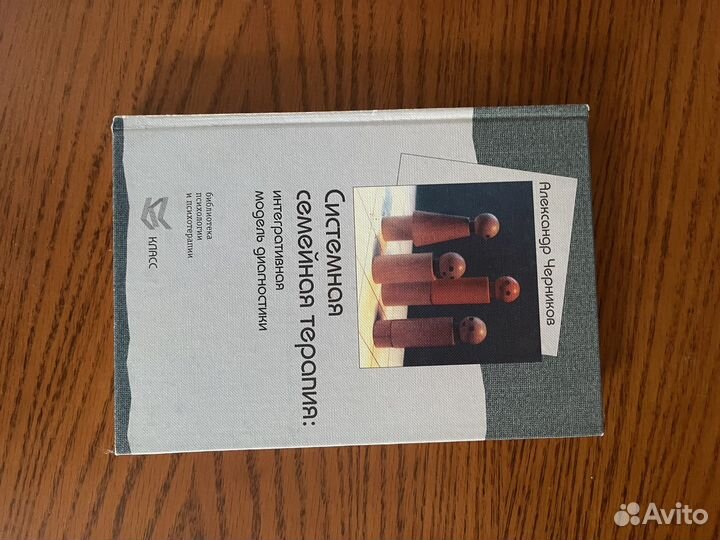 Александр Черников
Системная
семейная терапия:
интегративная
модель диагностики
библиотека
психологии
и психотерапии
КЛАСС
Avito